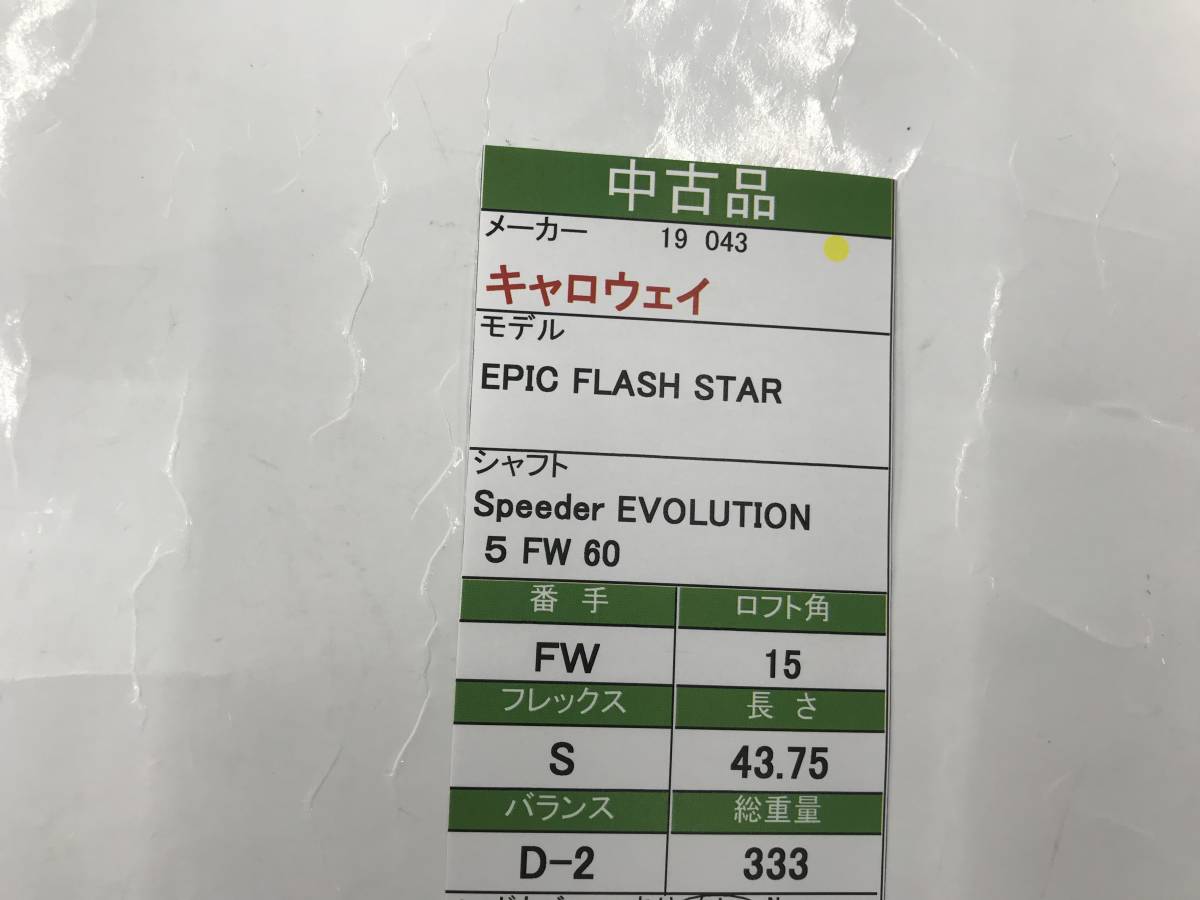 中古品
メーカー 19 043
キャロウェイ
モデル
EPIC FLASH STAR
シャフト
Speeder EVOLUTION
5 FW 60
番 手 ロフト角
FW 15
フレックス 長 さ
S 43.75
バランス 総重量
D-2 333